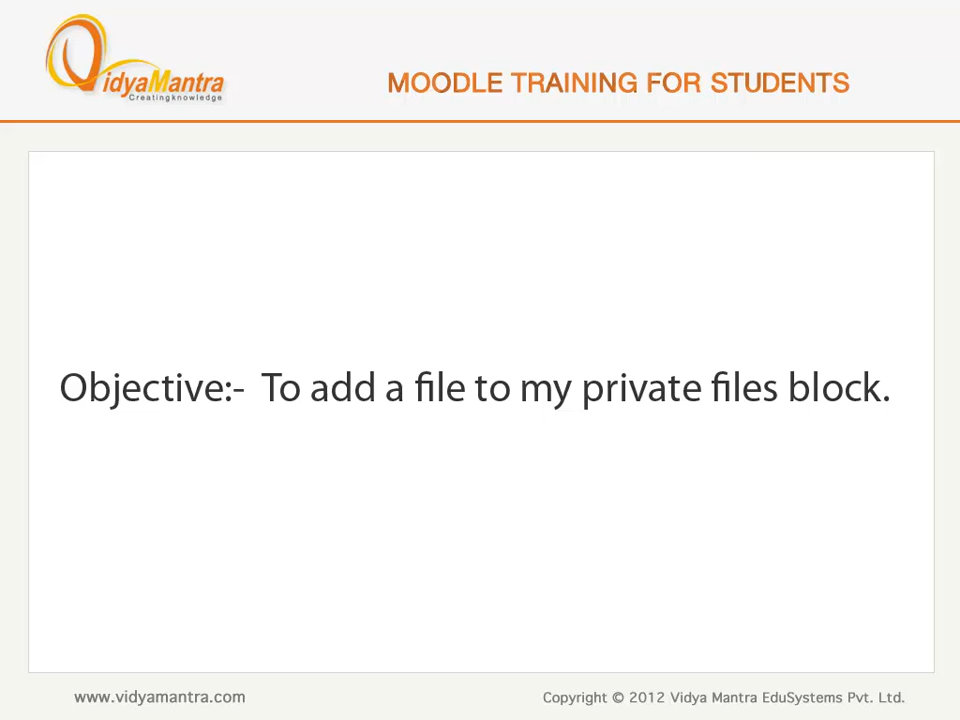 VidyaMantra
Creatingknowledge
MOODLE TRAINING FOR STUDENTS
Objective:- To add a file to my private files block.
www.vidyamantra.com
Copyright © 2012 Vidya Mantra EduSystems Pvt. Ltd.